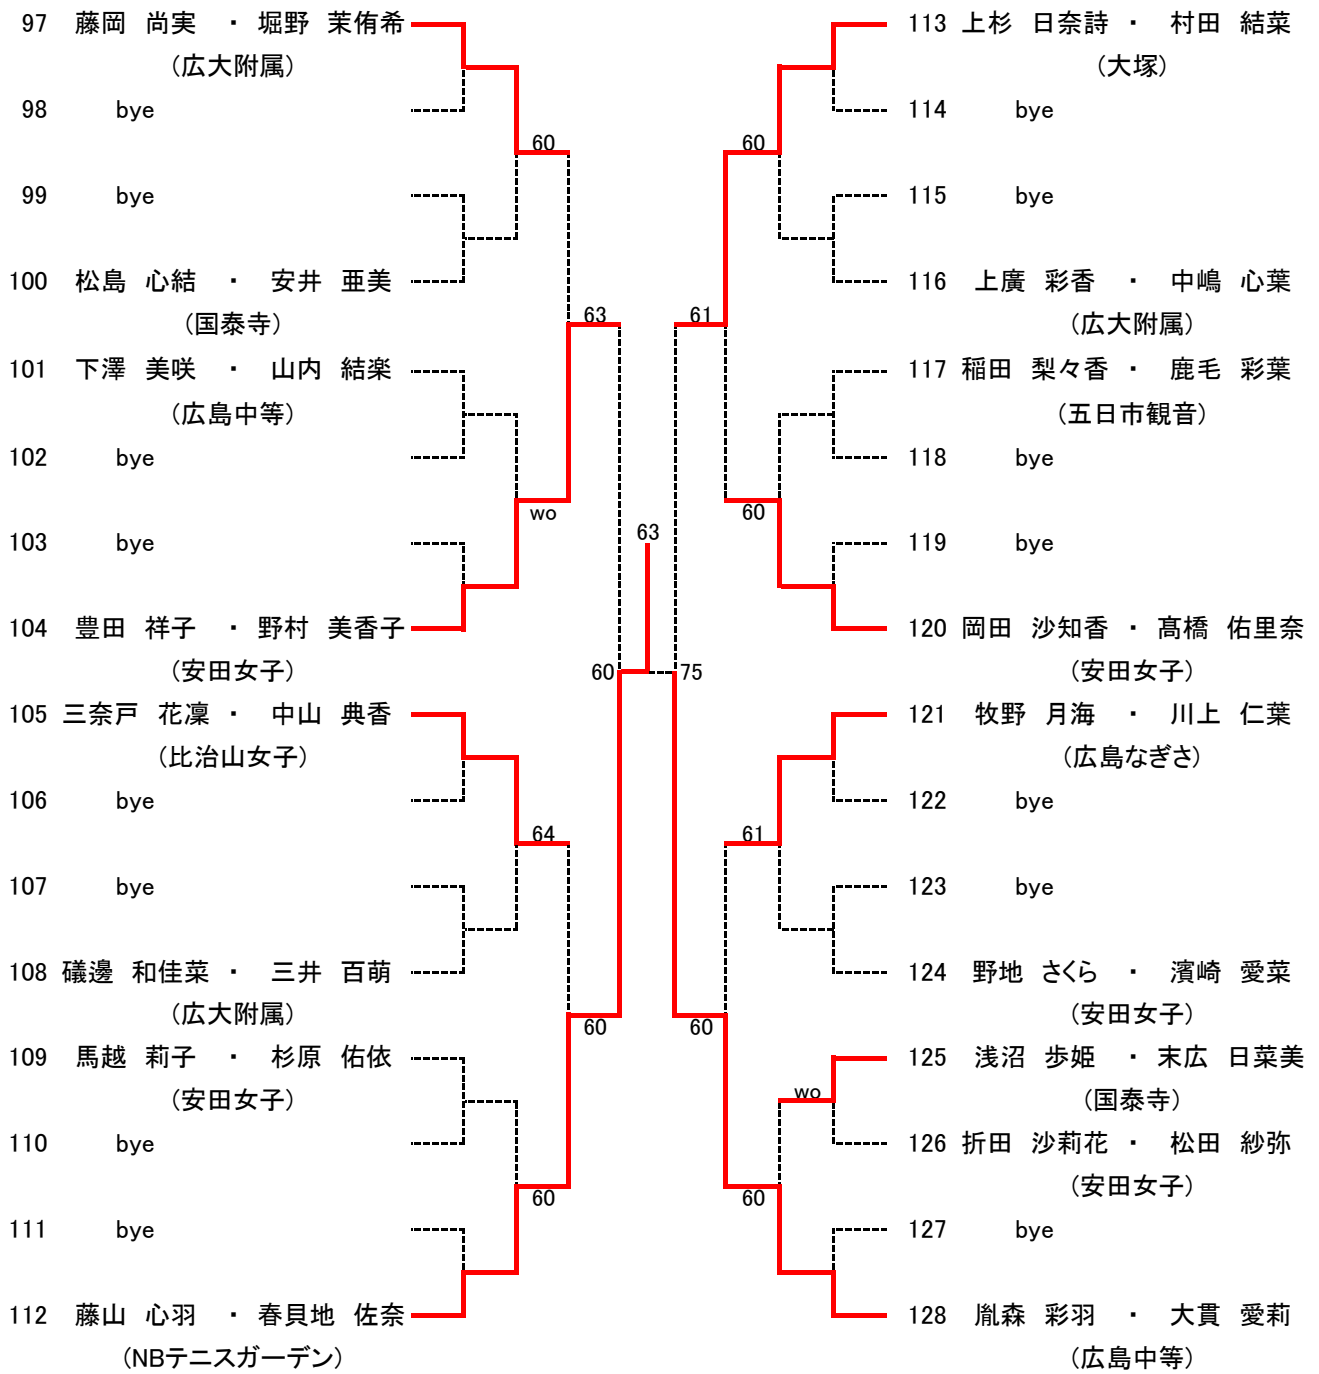 97 藤岡 尚実 ・ 堀野 茉侑希
(広大附属)
98 bye
60
99 bye
100 松島 心結 ・ 安井 亜美
(国泰寺)
63
101 下澤 美咲 ・ 山内 結楽
(広島中等)
102 bye
wo
103 bye
104 豊田 祥子 ・ 野村 美香子
(安田女子)
60
105 三奈戸 花凜 ・ 中山 典香
(比治山女子)
106 bye
64
107 bye
108 礒邊 和佳菜 ・ 三井 百萌
(広大附属)
60
109 馬越 莉子 ・ 杉原 佑依
(安田女子)
110 bye
60
111 bye
112 藤山 心羽 ・ 春貝地 佐奈
(NBテニスガーデン)
63
113 上杉 日奈詩 ・ 村田 結菜
(大塚)
114 bye
60
115 bye
116 上廣 彩香 ・ 中嶋 心葉
(広大附属)
61
117 稲田 梨々香 ・ 鹿毛 彩葉
(五日市観音)
118 bye
60
119 bye
120 岡田 沙知香 ・ 髙橋 佑里奈
(安田女子)
75
121 牧野 月海 ・ 川上 仁葉
(広島なぎさ)
122 bye
61
123 bye
124 野地 さくら ・ 濱崎 愛菜
(安田女子)
60
125 浅沼 歩姫 ・ 末広 日菜美
wo
(国泰寺)
126 折田 沙莉花 ・ 松田 紗弥
(安田女子)
60
127 bye
128 胤森 彩羽 ・ 大貫 愛莉
(広島中等)